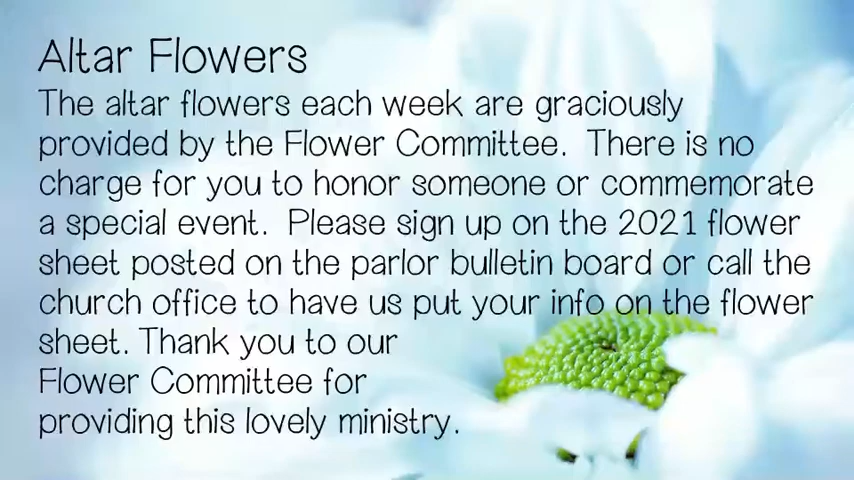 Altar Flowers
The altar flowers each week are graciously
provided by the Flower Committee.  There is no
charge for you to honor someone or commemorate
a special event.  Please sign up on the 2021 flower
sheet posted on the parlor bulletin board or call the
church office to have us put your info on the flower
sheet. Thank you to our
Flower Committee for
providing this lovely ministry.